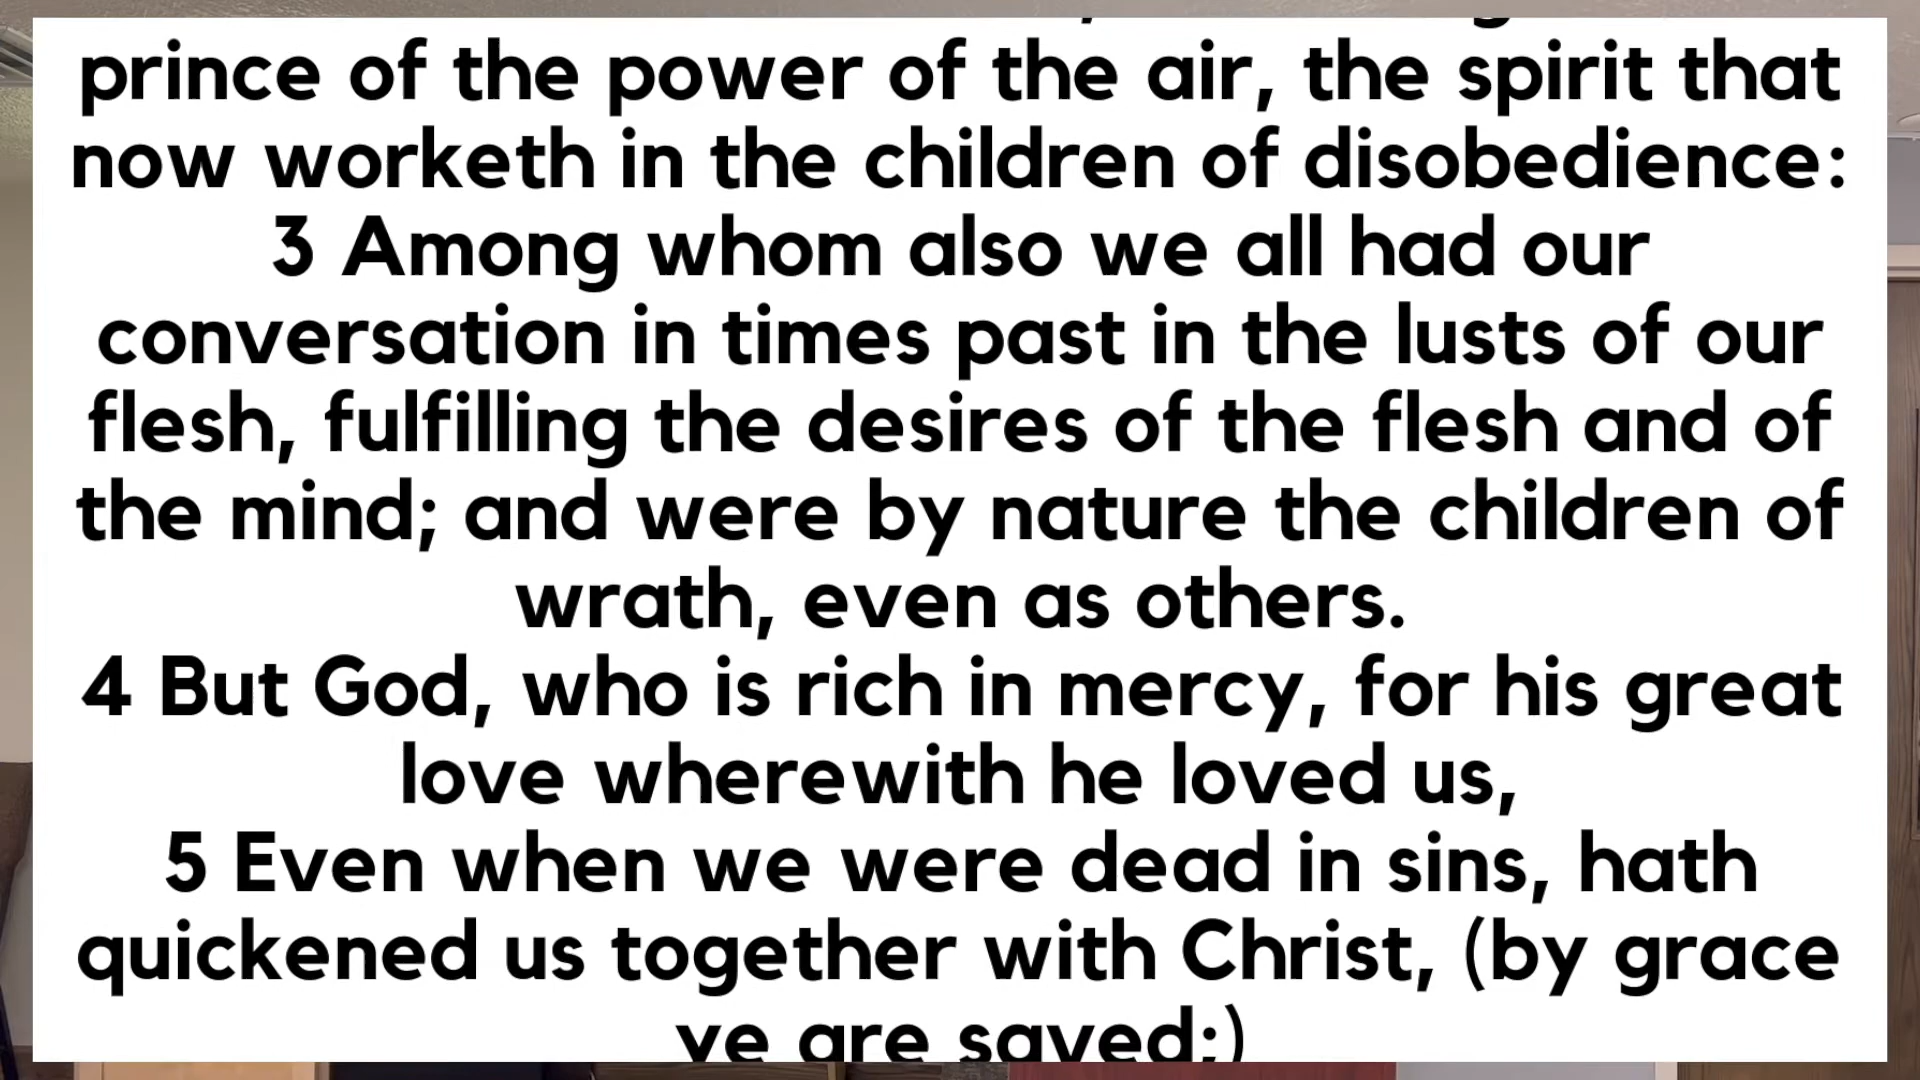 prince of the power of the air, the spirit that
now worketh in the children of disobedience:
3 Among whom also we all had our
conversation in times past in the lusts of our
flesh, fulfilling the desires of the flesh and of
the mind; and were by nature the children of
wrath, even as others.
4 But God, who is rich in mercy, for his great
love wherewith he loved us,
5 Even when we were dead in sins, hath
quickened us together with Christ, (by grace
ye are saved;)